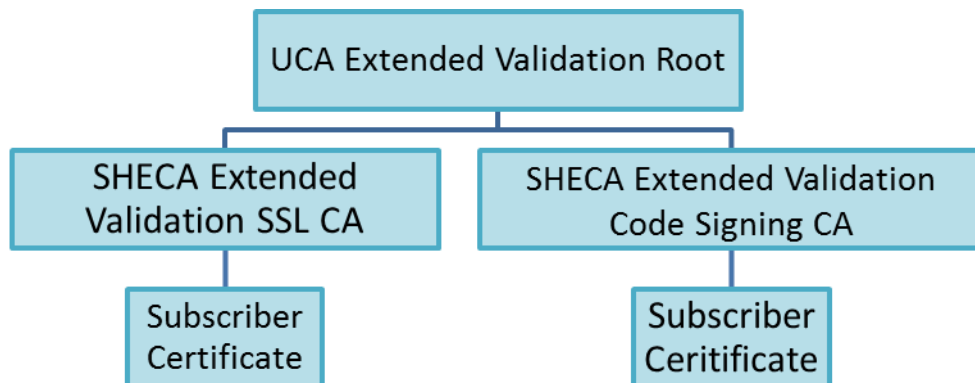 UCA Extended Validation Root
SHECA Extended
Validation SSL CA
SHECA Extended Validation
Code Signing CA
Subscriber
Certificate
Subscriber
Ceritificate